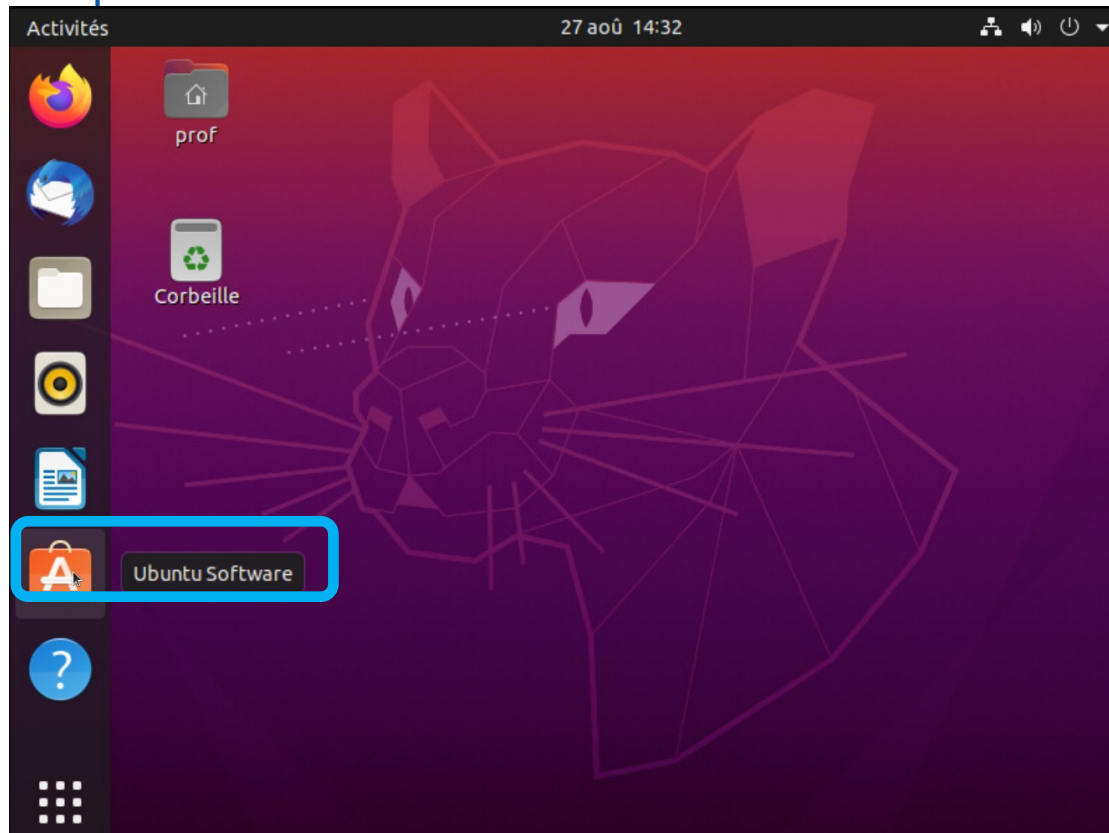 Activités
27 aoû 14:32
prof
Corbeille
Ubuntu Software